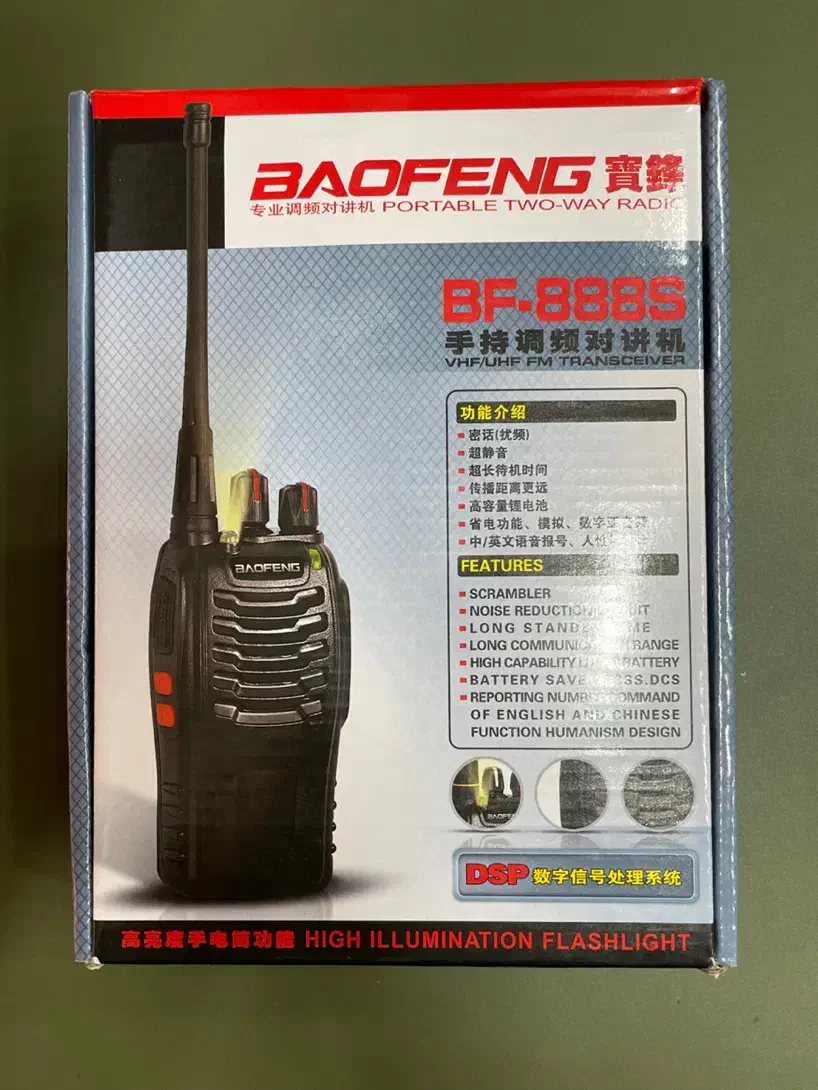 BAOFENG 寶鋒
专业调频对讲机 PORTABLE TWO-WAY RADIO
BF-888S
手持调频对讲机
VHF/UHF FM TRANSCEIVER
功能介绍
密话(扰频)
超静音
超长待机时间
传播距离更远
高容量锂电池
省电功能、模拟、数字
中/英文语音报号、
FEATURES
SCRAMBLER
NOISE REDUCTION
LONG
LONG RANGE
HIGH CAPABILITY BATTERY
BATTERY .DCS
REPORTING COMMAND
OF ENGLISH AND CHINESE
FUNCTION HUMANISM DESIGN
BAOFENG
DSP 数字信号处理系统
高亮度手电筒功能 HIGH ILLUMINATION FLASHLIGHT